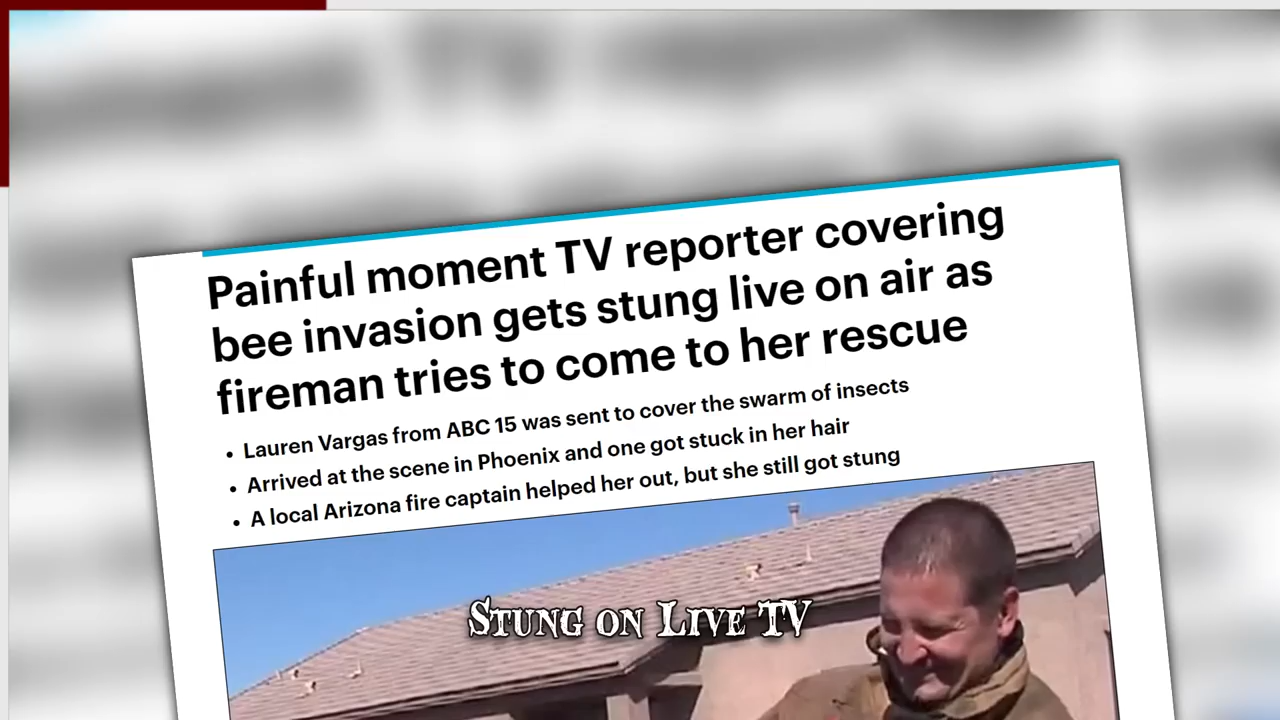 Painful moment TV reporter covering
bee invasion gets stung live on air as
fireman tries to come to her rescue
• Lauren Vargas from ABC 15 was sent to cover the swarm of insects
• Arrived at the scene in Phoenix and one got stuck in her hair
• A local Arizona fire captain helped her out, but she still got stung
Stung on Live TV